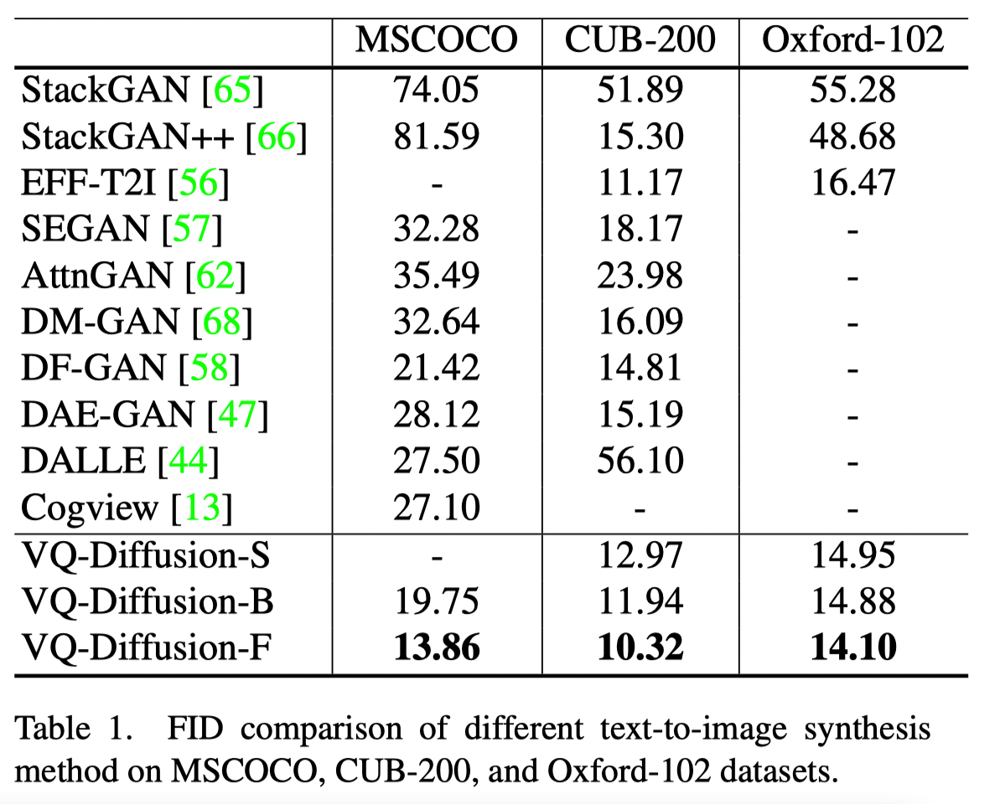 MSCOCO CUB-200 Oxford-102
StackGAN [65] 74.05 51.89 55.28
StackGAN++ [66] 81.59 15.30 48.68
EFF-T2I [56] - 11.17 16.47
SEGAN [57] 32.28 18.17 -
AttnGAN [62] 35.49 23.98 -
DM-GAN [68] 32.64 16.09 -
DF-GAN [58] 21.42 14.81 -
DAE-GAN [47] 28.12 15.19 -
DALLE [44] 27.50 56.10 -
Cogview [13] 27.10 - -
VQ-Diffusion-S - 12.97 14.95
VQ-Diffusion-B 19.75 11.94 14.88
VQ-Diffusion-F 13.86 10.32 14.10
Table 1. FID comparison of different text-to-image synthesis
method on MSCOCO, CUB-200, and Oxford-102 datasets.